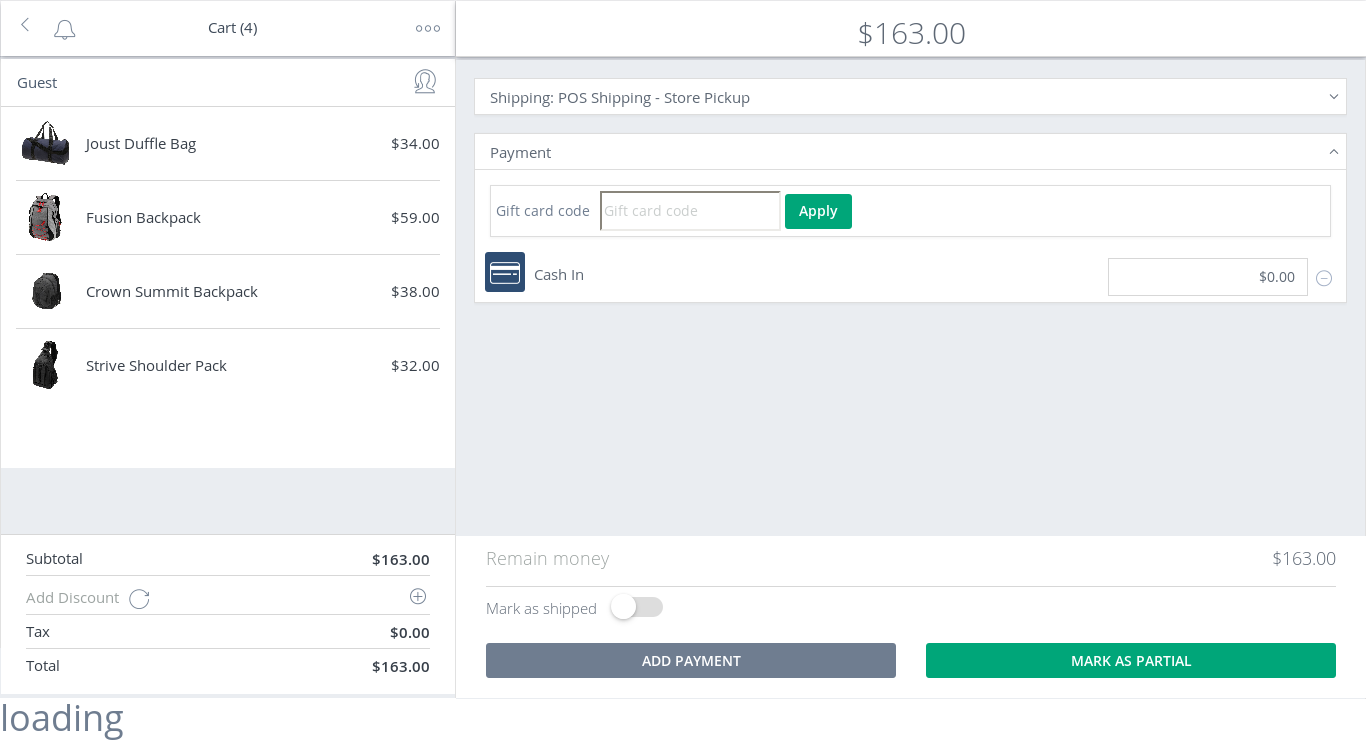 Cart (4)
$163.00
Guest
Joust Duffle Bag $34.00
Fusion Backpack $59.00
Crown Summit Backpack $38.00
Strive Shoulder Pack $32.00
Subtotal $163.00
Add Discount
Tax $0.00
Total $163.00
Shipping: POS Shipping - Store Pickup
Payment
Gift card code Gift card code Apply
Cash In $0.00
Remain money $163.00
Mark as shipped
ADD PAYMENT MARK AS PARTIAL
loading